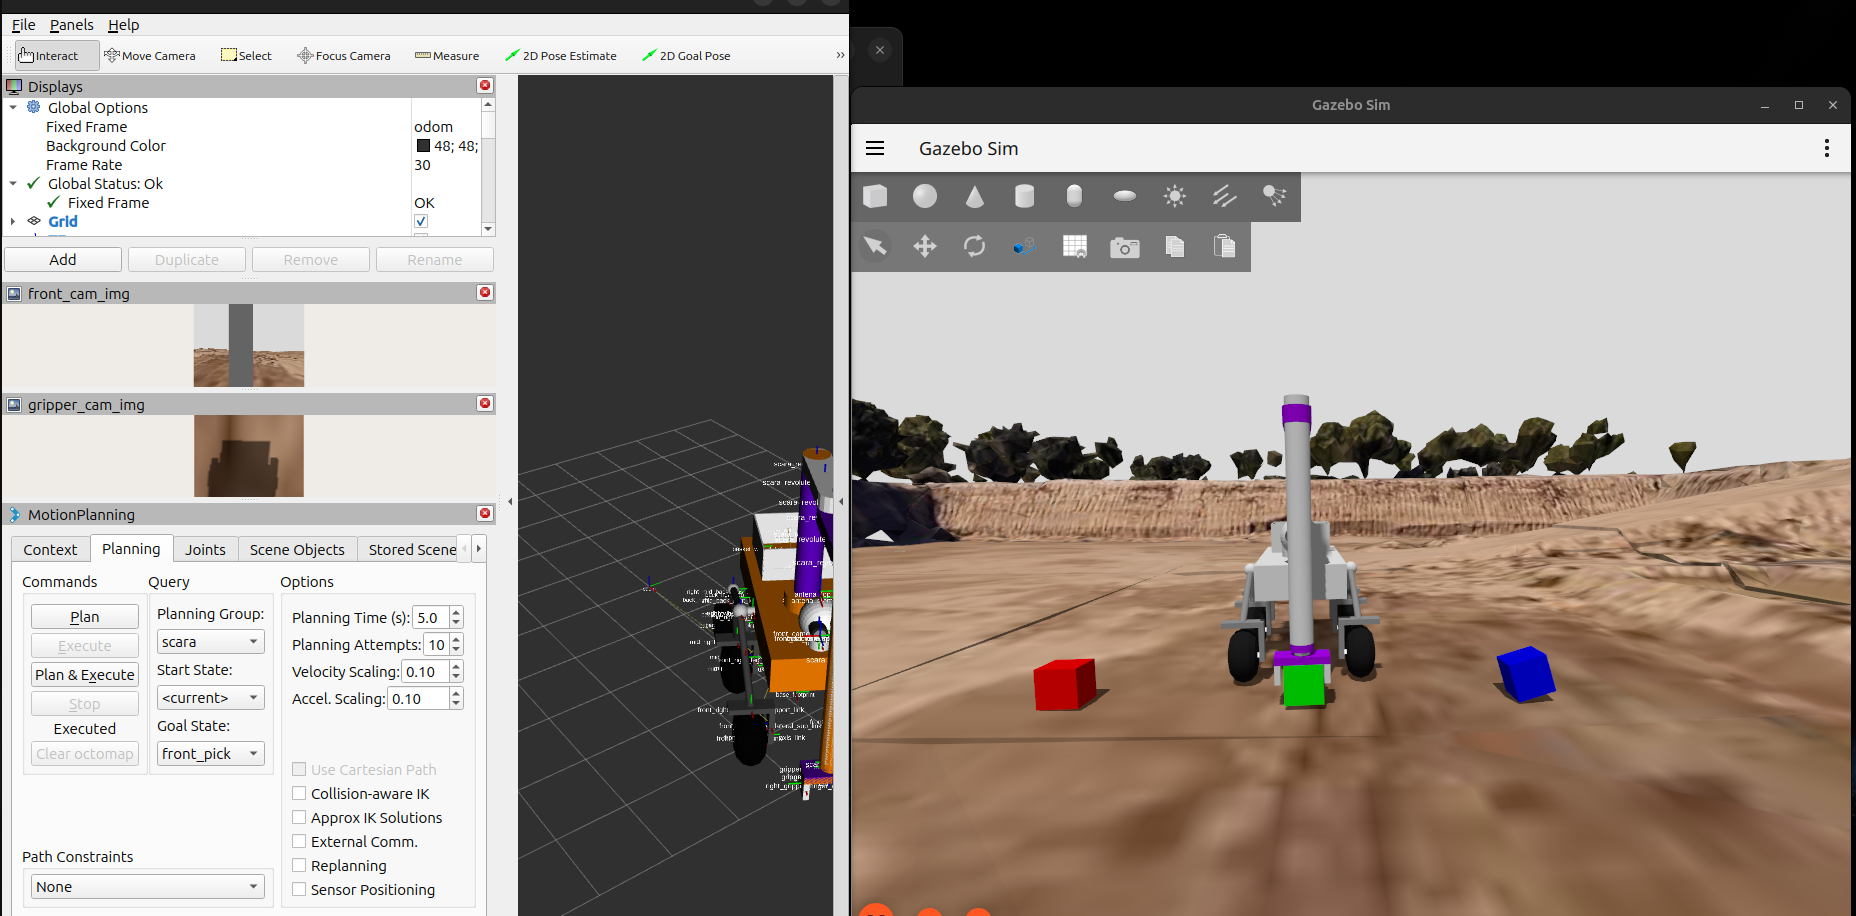 File Panels Help
Interact Move Camera Select Focus Camera Measure 2D Pose Estimate 2D Goal Pose »
Displays
Global Options
Fixed Frame odom
Background Color 48; 48;
Frame Rate 30
Global Status: Ok
Fixed Frame OK
Grid
Add Duplicate Remove Rename
front_cam_img
gripper_cam_img
MotionPlanning
Context Planning Joints Scene Objects Stored Scene
Commands Query Options
Plan
Execute
Plan & Execute
Stop
Executed
Clear octomap
Planning Group:
scara
Start State:
<current>
Goal State:
front_pick
Planning Time (s): 5.0
Planning Attempts: 10
Velocity Scaling: 0.10
Accel. Scaling: 0.10
Use Cartesian Path
Collision-aware IK
Approx IK Solutions
External Comm.
Replanning
Sensor Positioning
Path Constraints
None
scara_revolute
base_footprint
Gazebo Sim
Gazebo Sim